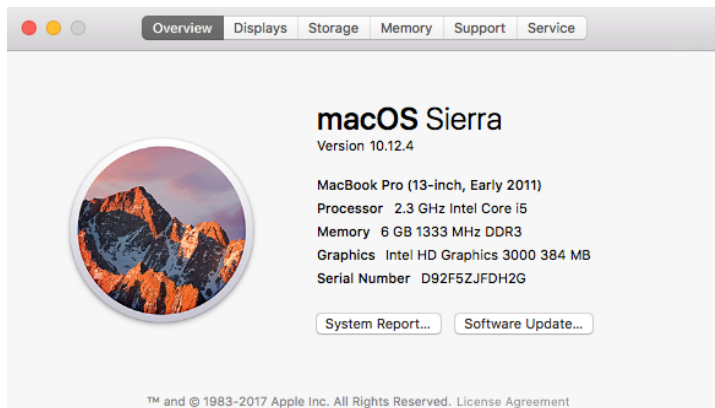 Overview Displays Storage Memory Support Service
macOS Sierra
Version 10.12.4
MacBook Pro (13-inch, Early 2011)
Processor 2.3 GHz Intel Core i5
Memory 6 GB 1333 MHz DDR3
Graphics Intel HD Graphics 3000 384 MB
Serial Number D92F5ZJFDH2G
System Report... Software Update...
™ and © 1983-2017 Apple Inc. All Rights Reserved. License Agreement